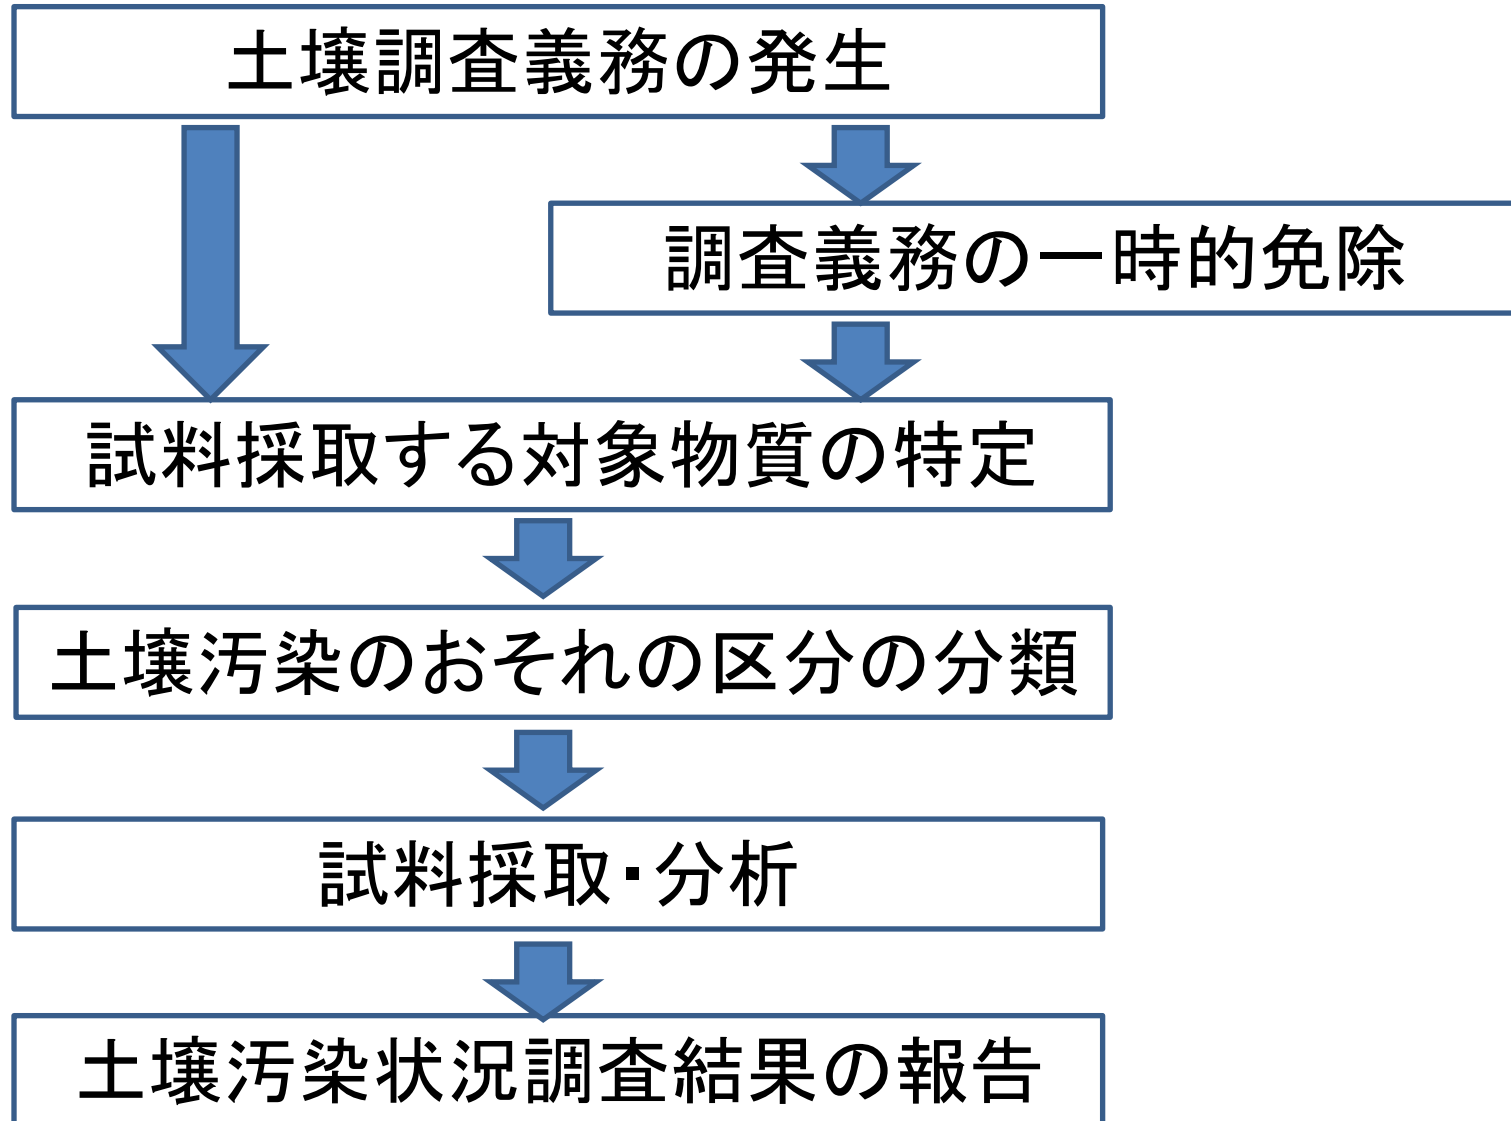 土壌調査義務の発生
調査義務の一時的免除
試料採取する対象物質の特定
土壌汚染のおそれの区分の分類
試料採取・分析
土壌汚染状況調査結果の報告